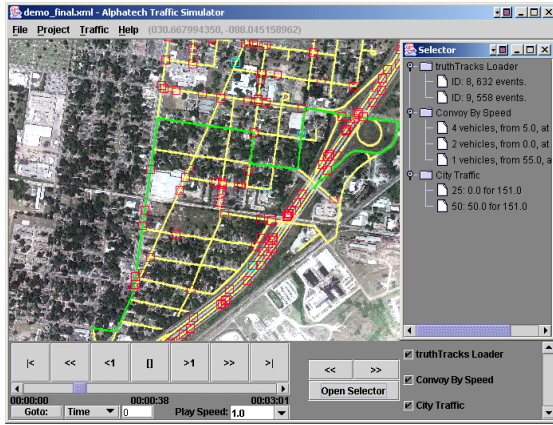 demo_final.xml - Alphatech Traffic Simulator
File Project Traffic Help (030.667994350, -088.045158962)
Selector
truthTracks Loader
ID: 8, 632 events.
ID: 9, 558 events.
Convoy By Speed
4 vehicles, from 5.0, at
2 vehicles, from 0.0, at
1 vehicles, from 55.0, a
City Traffic
25: 0.0 for 151.0
50: 50.0 for 151.0
|< << <1 [] >1 >> >|
00:00:00 00:00:38 00:03:01
Goto: Time 0 Play Speed: 1.0
<< >>
Open Selector
truthTracks Loader
Convoy By Speed
City Traffic